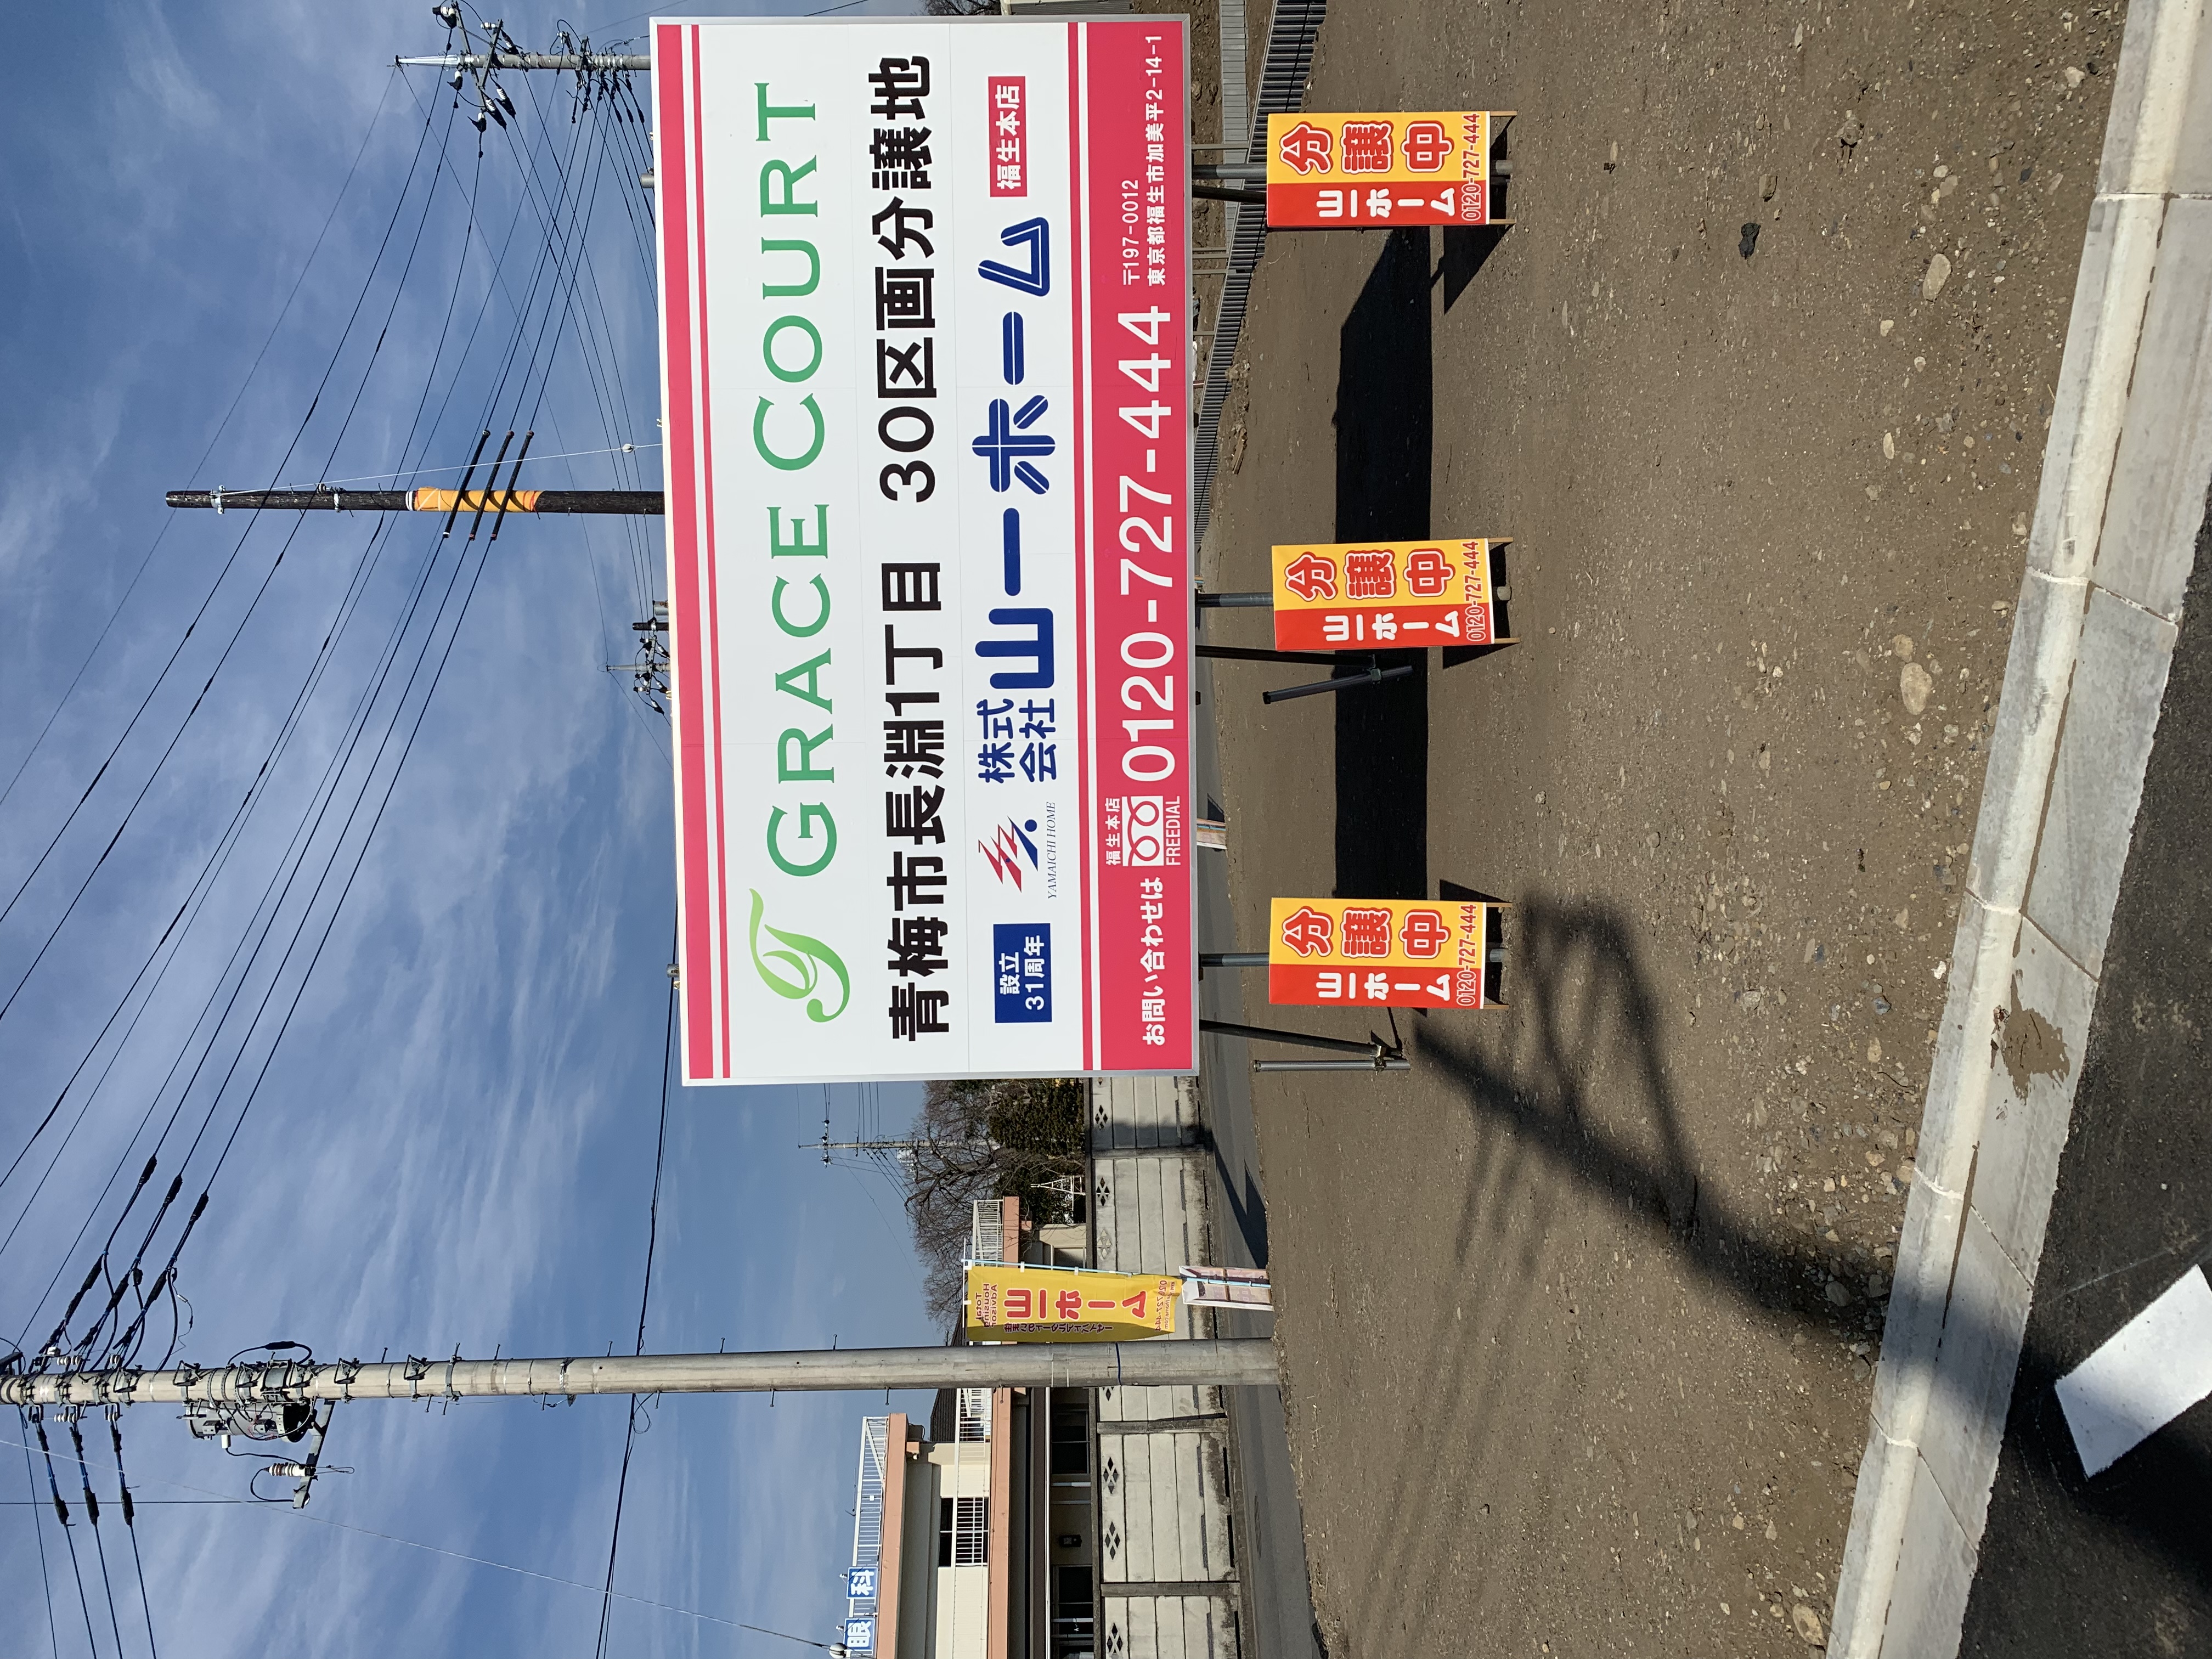 GRACE COURT
青梅市長淵1丁目 30区画分譲地
設立
31周年
YAMAICHI HOME
株式
会社
山一ホーム
福生本店
お問い合わせは
福生本店
FREEDIAL
0120-727-444
〒197-0012
東京都福生市加美平2-14-1
分譲中
山一ホーム
0120-727-444
分譲中
山一ホーム
0120-727-444
分譲中
山一ホーム
0120-727-444
Total
Housing
Advisor
山一ホーム
眼科